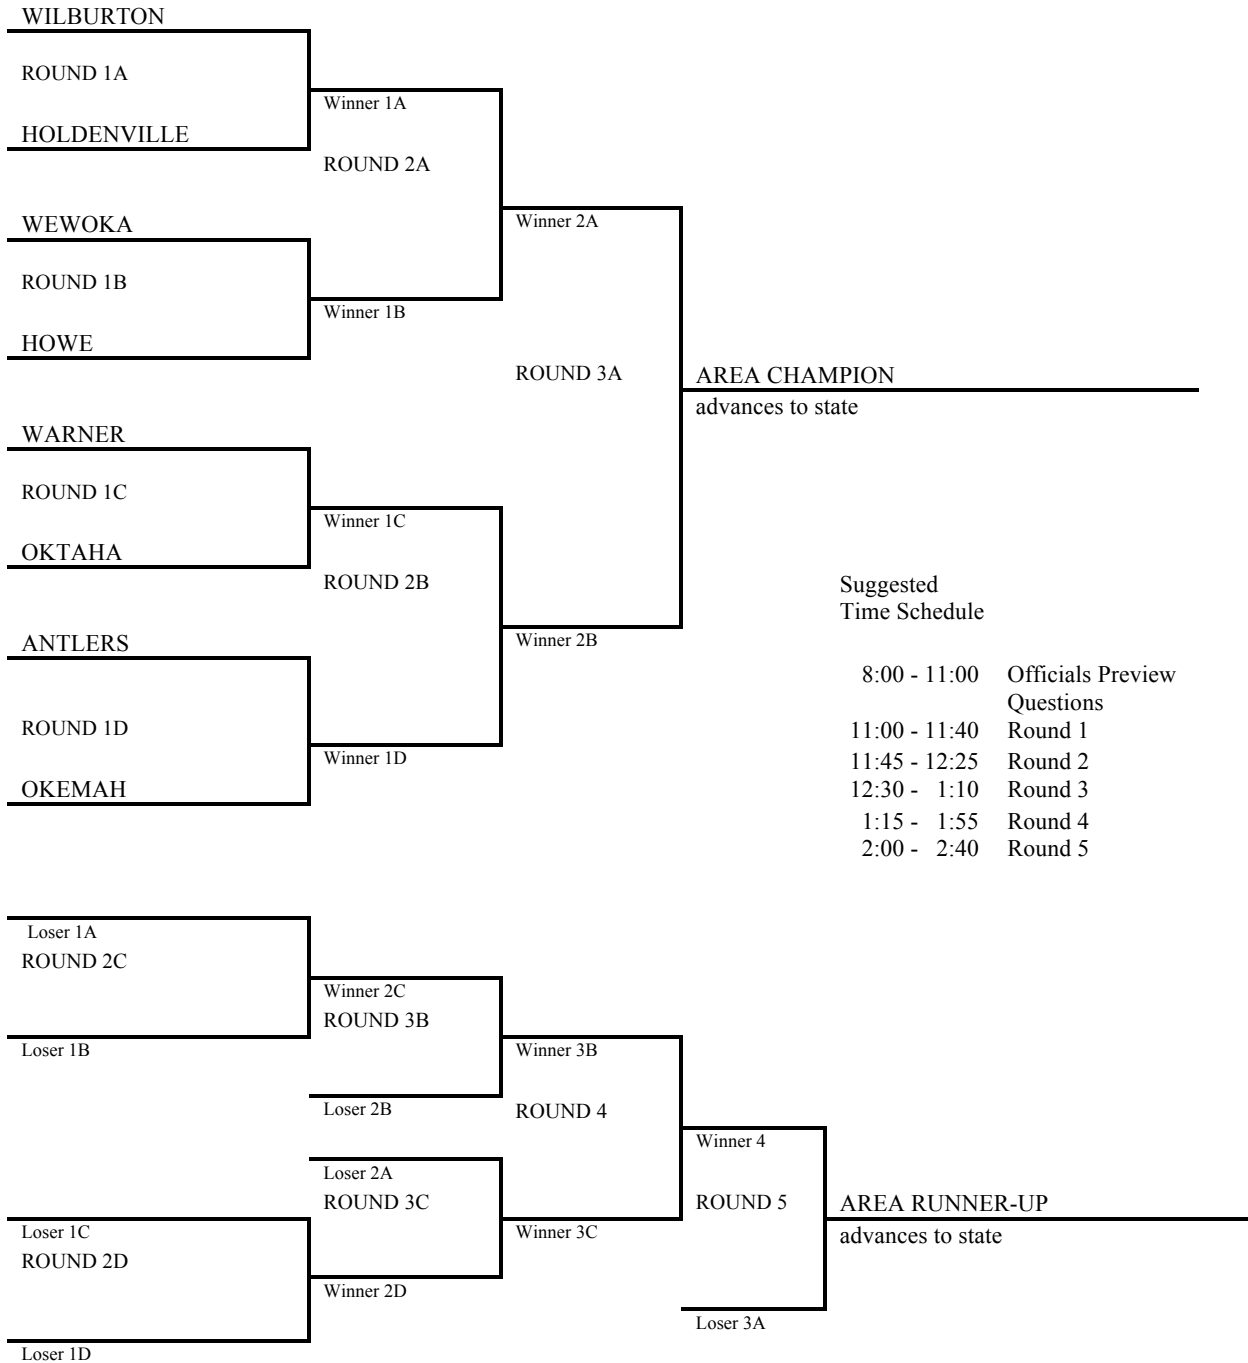 WILBURTON
ROUND 1A
Winner 1A
HOLDENVILLE
ROUND 2A
WEWOKA
Winner 2A
ROUND 1B
Winner 1B
HOWE
ROUND 3A
AREA CHAMPION
advances to state
WARNER
ROUND 1C
Winner 1C
OKTAHA
ROUND 2B
ANTLERS
Winner 2B
ROUND 1D
Winner 1D
OKEMAH
Suggested
Time Schedule
8:00 - 11:00 Officials Preview
Questions
11:00 - 11:40 Round 1
11:45 - 12:25 Round 2
12:30 - 1:10 Round 3
1:15 - 1:55 Round 4
2:00 - 2:40 Round 5
Loser 1A
ROUND 2C
Winner 2C
ROUND 3B
Loser 1B
Winner 3B
Loser 2B
ROUND 4
Winner 4
Loser 2A
ROUND 3C
ROUND 5
AREA RUNNER-UP
advances to state
Loser 1C
Winner 3C
ROUND 2D
Winner 2D
Loser 3A
Loser 1D